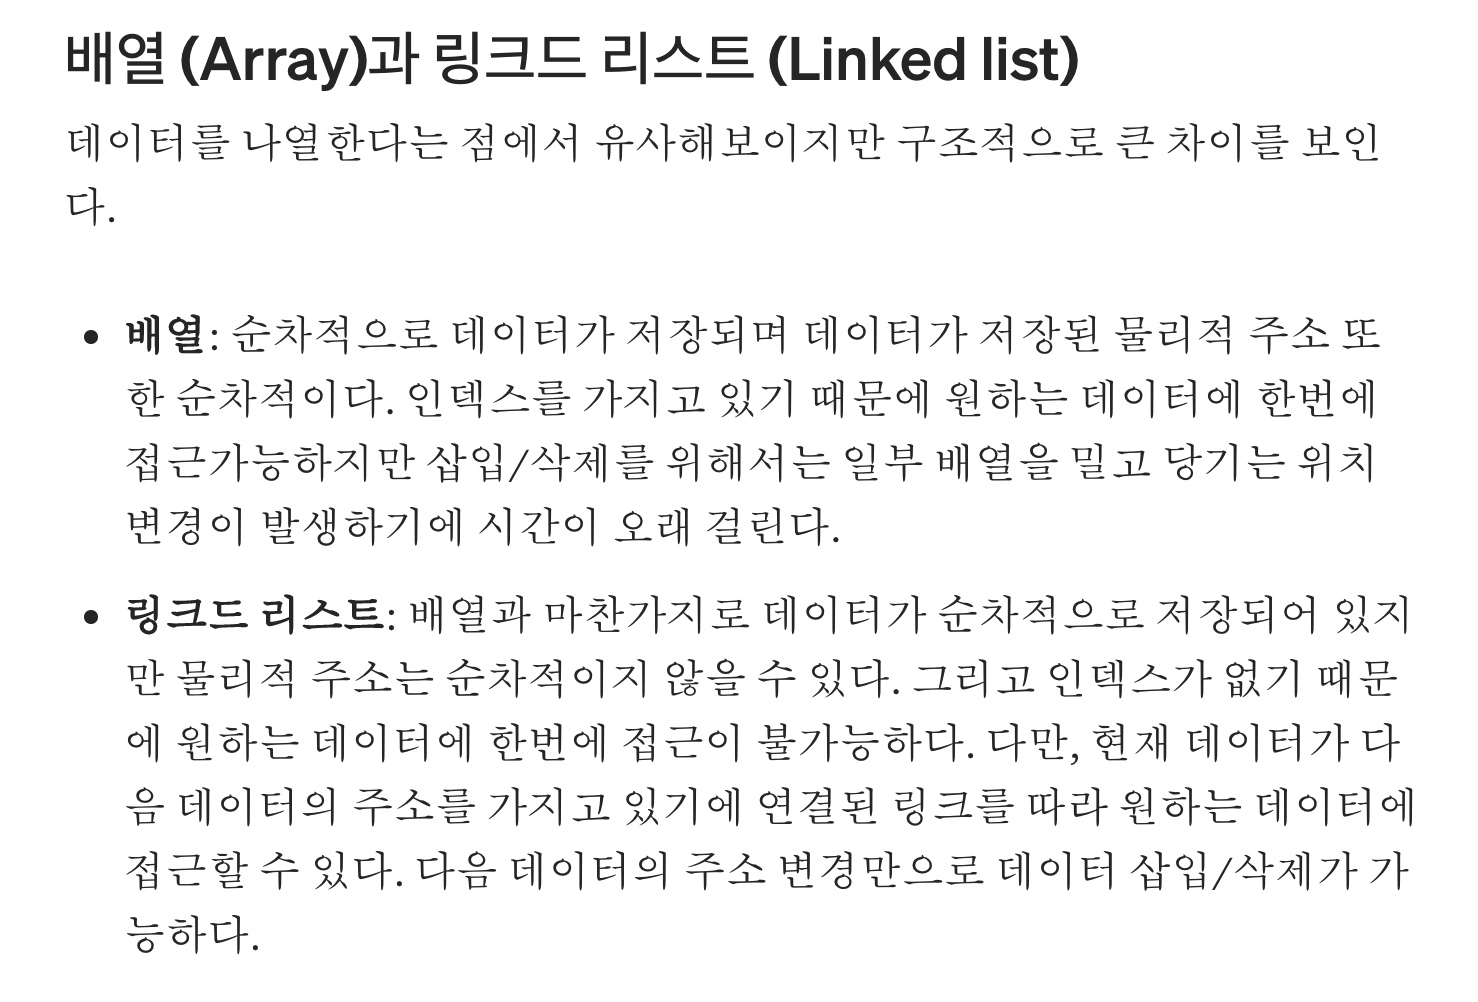 배열 (Array)과 링크드 리스트 (Linked list)
데이터를 나열한다는 점에서 유사해보이지만 구조적으로 큰 차이를 보인
다.
• 배열: 순차적으로 데이터가 저장되며 데이터가 저장된 물리적 주소 또
한 순차적이다. 인덱스를 가지고 있기 때문에 원하는 데이터에 한번에
접근가능하지만 삽입/삭제를 위해서는 일부 배열을 밀고 당기는 위치
변경이 발생하기에 시간이 오래 걸린다.
• 링크드 리스트: 배열과 마찬가지로 데이터가 순차적으로 저장되어 있지
만 물리적 주소는 순차적이지 않을 수 있다. 그리고 인덱스가 없기 때문
에 원하는 데이터에 한번에 접근이 불가능하다. 다만, 현재 데이터가 다
음 데이터의 주소를 가지고 있기에 연결된 링크를 따라 원하는 데이터에
접근할 수 있다. 다음 데이터의 주소 변경만으로 데이터 삽입/삭제가 가
능하다.